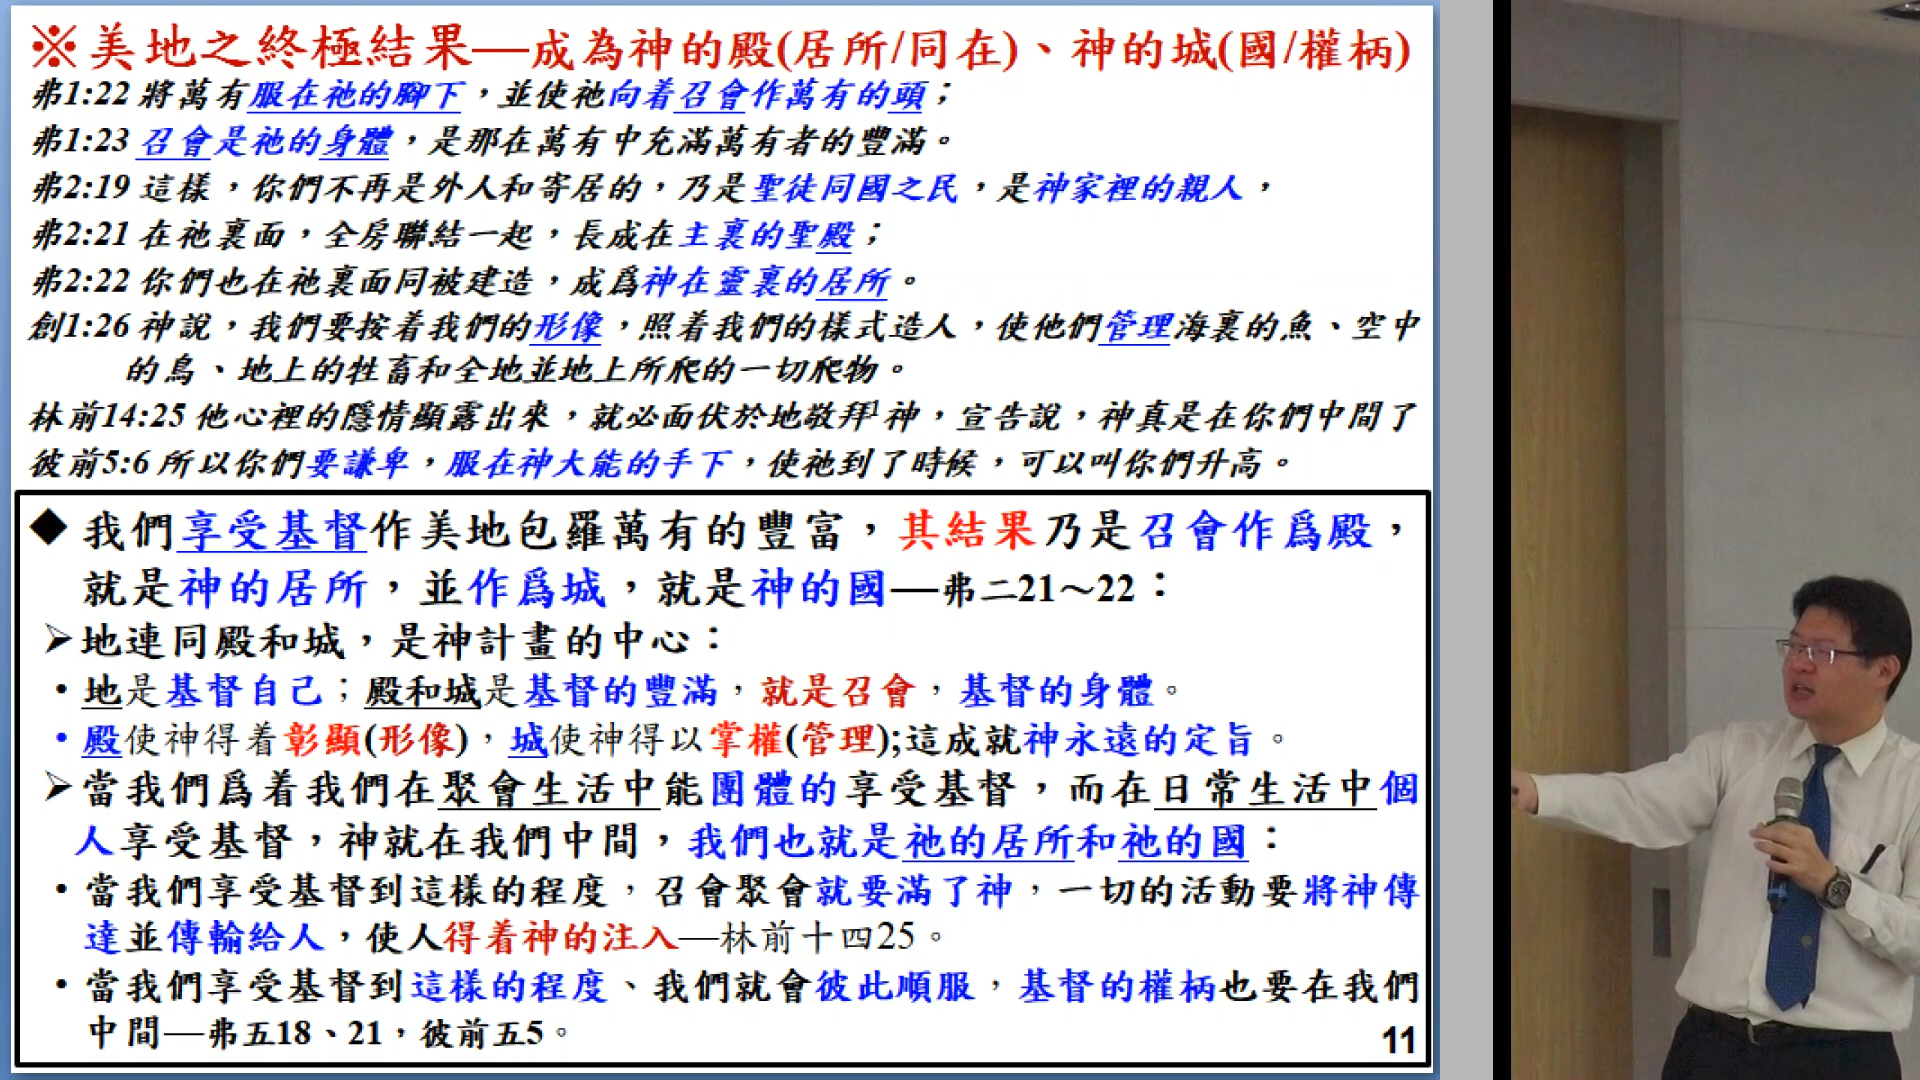 ※美地之終極結果—成為神的殿(居所/同在)、神的城(國/權柄)
弗1:22 將萬有服在祂的腳下，並使祂向着召會作萬有的頭；
弗1:23 召會是祂的身體，是那在萬有中充滿萬有者的豐滿。
弗2:19 這樣，你們不再是外人和寄居的，乃是聖徒同國之民，是神家裡的親人，
弗2:21 在祂裏面，全房聯結一起，長成在主裏的聖殿；
弗2:22 你們也在祂裏面同被建造，成爲神在靈裏的居所。
創1:26 神說，我們要按着我們的形像，照着我們的樣式造人，使他們管理海裏的魚、空中
的鳥、地上的牲畜和全地並地上所爬的一切爬物。
林前14:25 他心裡的隱情顯露出來，就必面伏於地敬拜1神，宣告說，神真是在你們中間了
彼前5:6 所以你們要謙卑，服在神大能的手下，使祂到了時候，可以叫你們升高。
◆ 我們享受基督作美地包羅萬有的豐富，其結果乃是召會作爲殿，
就是神的居所，並作爲城，就是神的國—弗二21～22：
➢地連同殿和城，是神計畫的中心：
•地是基督自己；殿和城是基督的豐滿，就是召會，基督的身體。
•殿使神得着彰顯(形像)，城使神得以掌權(管理);這成就神永遠的定旨。
➢當我們爲着我們在聚會生活中能團體的享受基督，而在日常生活中個
人享受基督，神就在我們中間，我們也就是祂的居所和祂的國：
•當我們享受基督到這樣的程度，召會聚會就要滿了神，一切的活動要將神傳
達並傳輸給人，使人得着神的注入—林前十四25。
•當我們享受基督到這樣的程度、我們就會彼此順服，基督的權柄也要在我們
中間—弗五18、21，彼前五5。
11